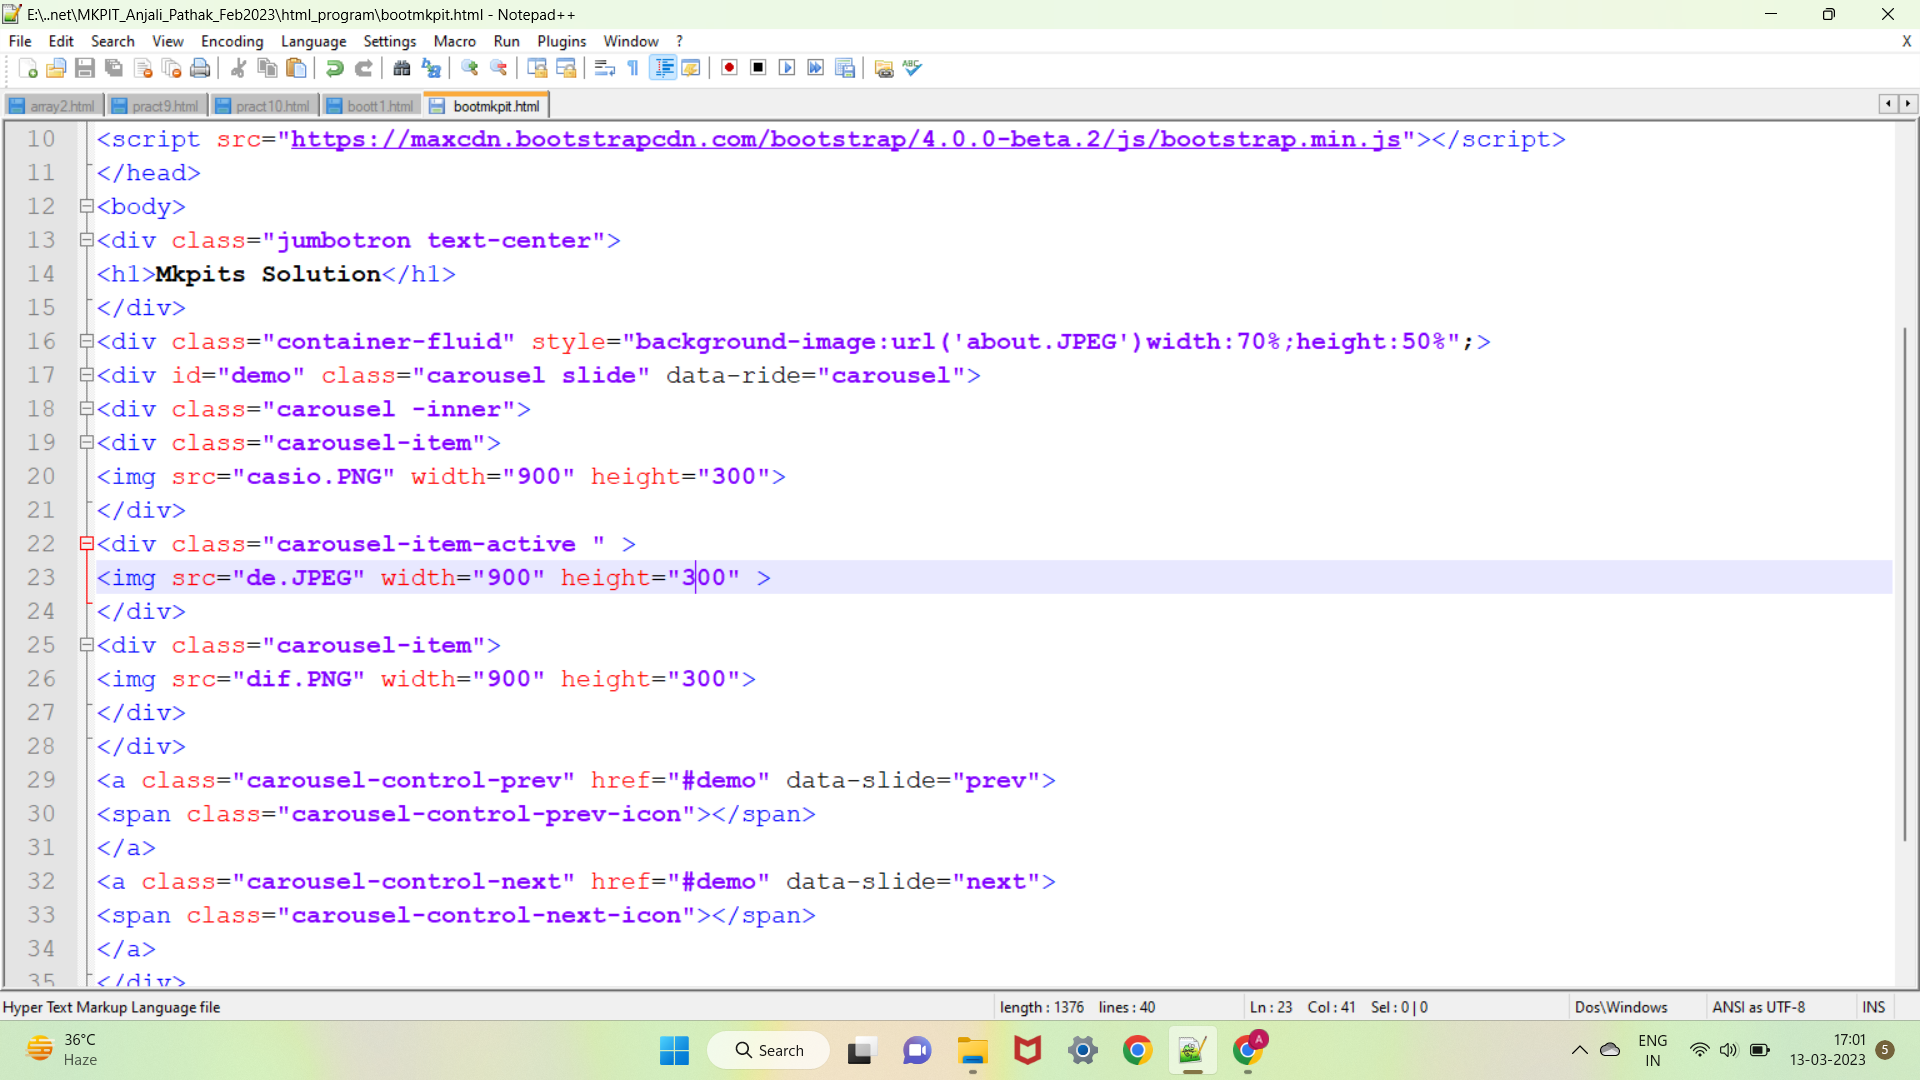 E:\..net\MKPIT_Anjali_Pathak_Feb2023\html_program\bootmkpit.html - Notepad++
File Edit Search View Encoding Language Settings Macro Run Plugins Window ? X
array2.html pract9.html pract10.html boott1.html bootmkpit.html
10 <script src="https://maxcdn.bootstrapcdn.com/bootstrap/4.0.0-beta.2/js/bootstrap.min.js"></script>
11 </head>
12 <body>
13 <div class="jumbotron text-center">
14 <h1>Mkpits Solution</h1>
15 </div>
16 <div class="container-fluid" style="background-image:url('about.JPEG')width:70%;height:50%";>
17 <div id="demo" class="carousel slide" data-ride="carousel">
18 <div class="carousel -inner">
19 <div class="carousel-item">
20 <img src="casio.PNG" width="900" height="300">
21 </div>
22 <div class="carousel-item-active " >
23 <img src="de.JPEG" width="900" height="300" >
24 </div>
25 <div class="carousel-item">
26 <img src="dif.PNG" width="900" height="300">
27 </div>
28 </div>
29 <a class="carousel-control-prev" href="#demo" data-slide="prev">
30 <span class="carousel-control-prev-icon"></span>
31 </a>
32 <a class="carousel-control-next" href="#demo" data-slide="next">
33 <span class="carousel-control-next-icon"></span>
34 </a>
35 </div>
Hyper Text Markup Language file length : 1376 lines : 40 Ln : 23 Col : 41 Sel : 0 | 0 Dos\Windows ANSI as UTF-8 INS
36°C
Haze
Search
A
ENG
IN
17:01
13-03-2023
5